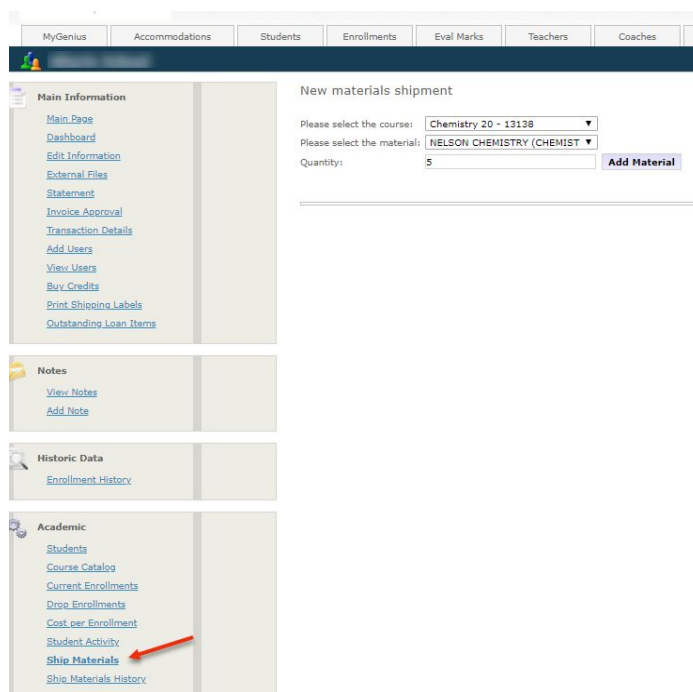 MyGenius Accommodations Students Enrollments Eval Marks Teachers Coaches
Main Information
Main Page
Dashboard
Edit Information
External Files
Statement
Invoice Approval
Transaction Details
Add Users
View Users
Buy Credits
Print Shipping Labels
Outstanding Loan Items
Notes
View Notes
Add Note
Historic Data
Enrollment History
Academic
Students
Course Catalog
Current Enrollments
Drop Enrollments
Cost per Enrollment
Student Activity
Ship Materials
Ship Materials History
New materials shipment
Please select the course: Chemistry 20 - 13138
Please select the material: NELSON CHEMISTRY (CHEMIST
Quantity: 5 Add Material